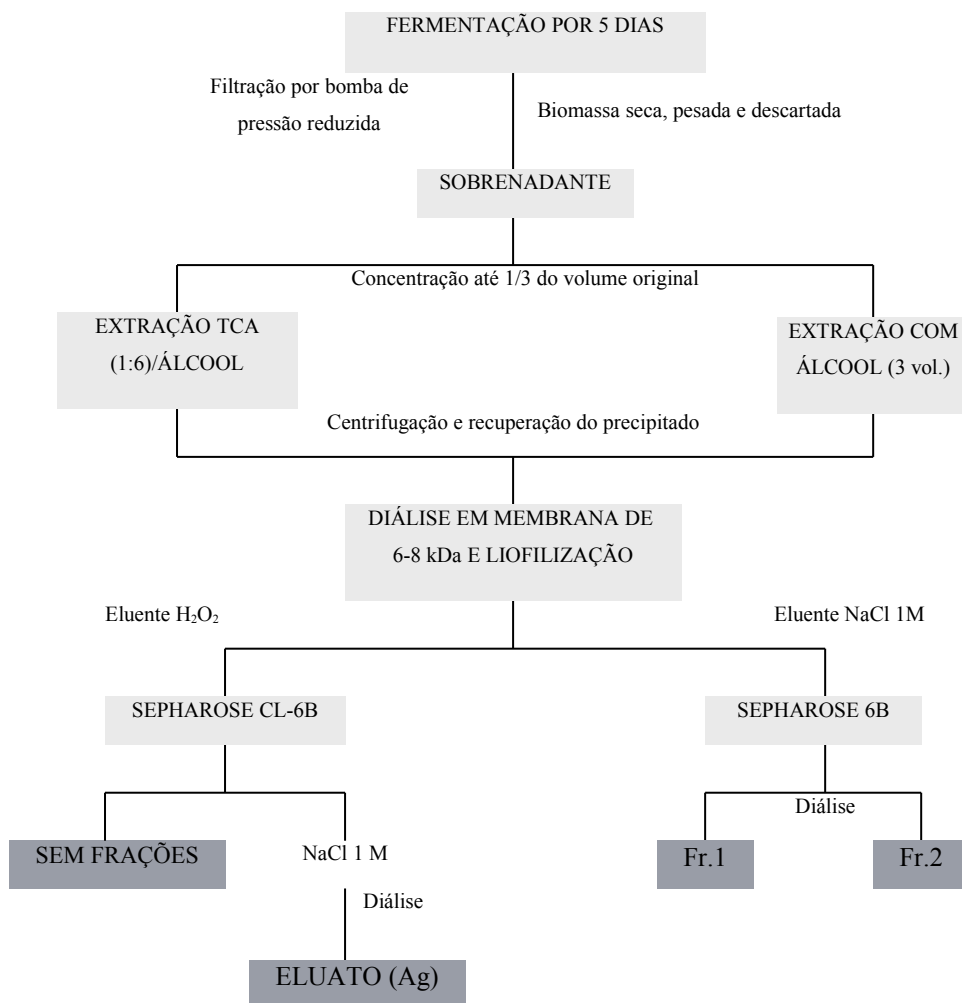 FERMENTAÇÃO POR 5 DIAS
Filtração por bomba de
pressão reduzida
Biomassa seca, pesada e descartada
SOBRENADANTE
Concentração até 1/3 do volume original
EXTRAÇÃO TCA
(1:6)/ÁLCOOL
EXTRAÇÃO COM
ÁLCOOL (3 vol.)
Centrifugação e recuperação do precipitado
DIÁLISE EM MEMBRANA DE
6-8 kDa E LIOFILIZAÇÃO
Eluente H₂O₂
Eluente NaCl 1M
SEPHAROSE CL-6B
SEPHAROSE 6B
Diálise
SEM FRAÇÕES
NaCl 1 M
Fr.1
Fr.2
Diálise
ELUATO (Ag)